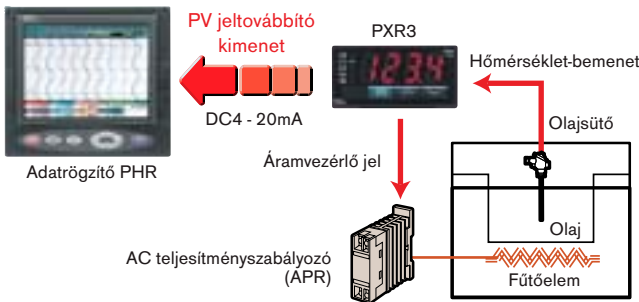 PV jeltovábbító
kimenet
PXR3
1234
Hőmérséklet-bemenet
DC4 - 20mA
Olajsütő
Adatrögzítő PHR
Áramvezérlő jel
Olaj
AC teljesítményszabályozó
(APR)
Fűtőelem